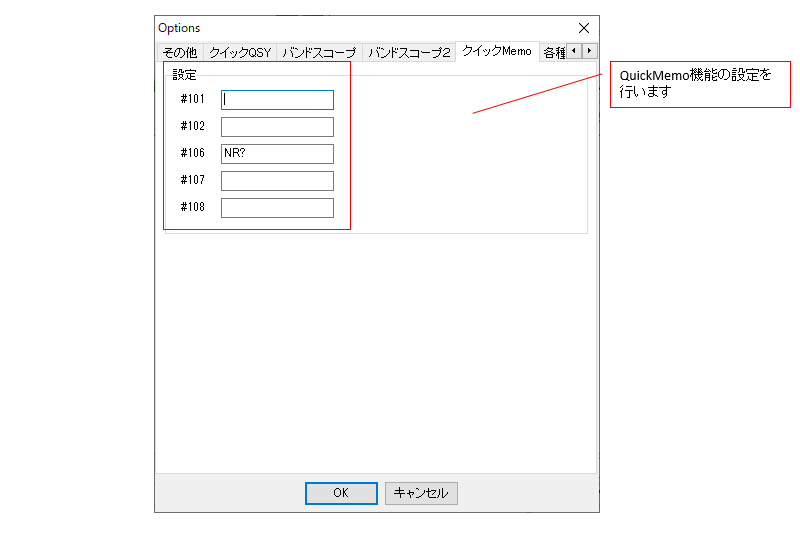 Options
その他 クイックQSY バンドスコープ バンドスコープ2 クイックMemo 各種
設定
#101
#102
#106 NR?
#107
#108
QuickMemo機能の設定を
行います
OK キャンセル